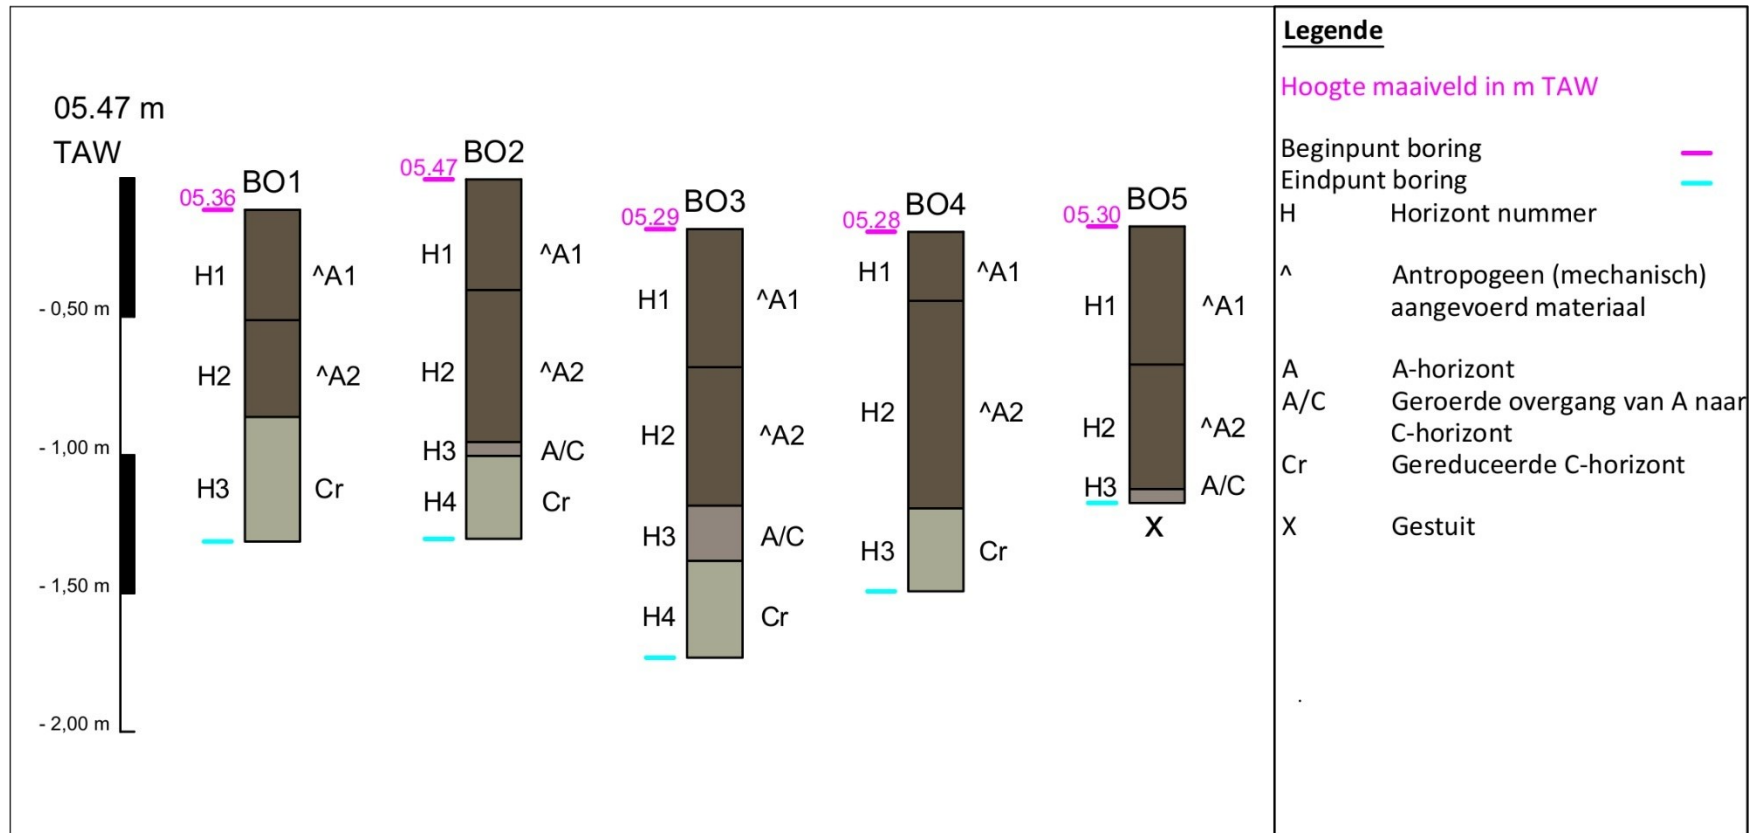 05.47 m
TAW
- 0,50 m
- 1,00 m
- 1,50 m
- 2,00 m
05.36
BO1
H1
^A1
H2
^A2
H3
Cr
05.47
BO2
H1
^A1
H2
^A2
H3
A/C
H4
Cr
05.29
BO3
H1
^A1
H2
^A2
H3
A/C
H4
Cr
05.28
BO4
H1
^A1
H2
^A2
H3
Cr
05.30
BO5
H1
^A1
H2
^A2
H3
A/C
X
Legende
Hoogte maaiveld in m TAW
Beginpunt boring
Eindpunt boring
H Horizont nummer
^ Antropogeen (mechanisch)
aangevoerd materiaal
A A-horizont
A/C Geroerde overgang van A naar
C-horizont
Cr Gereduceerde C-horizont
X Gestuit